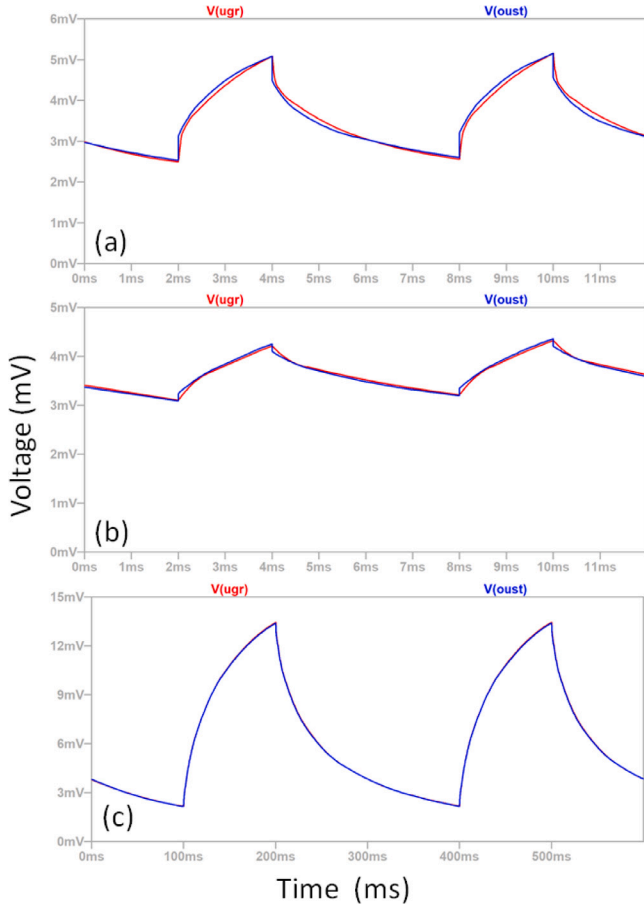 V(ugr) V(oust)
6mV
5mV
4mV
3mV
2mV
1mV
0mV
(a)
0ms 1ms 2ms 3ms 4ms 5ms 6ms 7ms 8ms 9ms 10ms 11ms
V(ugr) V(oust)
5mV
4mV
3mV
2mV
1mV
0mV
(b)
0ms 1ms 2ms 3ms 4ms 5ms 6ms 7ms 8ms 9ms 10ms 11ms
Voltage (mV)
V(ugr) V(oust)
15mV
12mV
9mV
6mV
3mV
0mV
(c)
0ms 100ms 200ms 300ms 400ms 500ms
Time (ms)